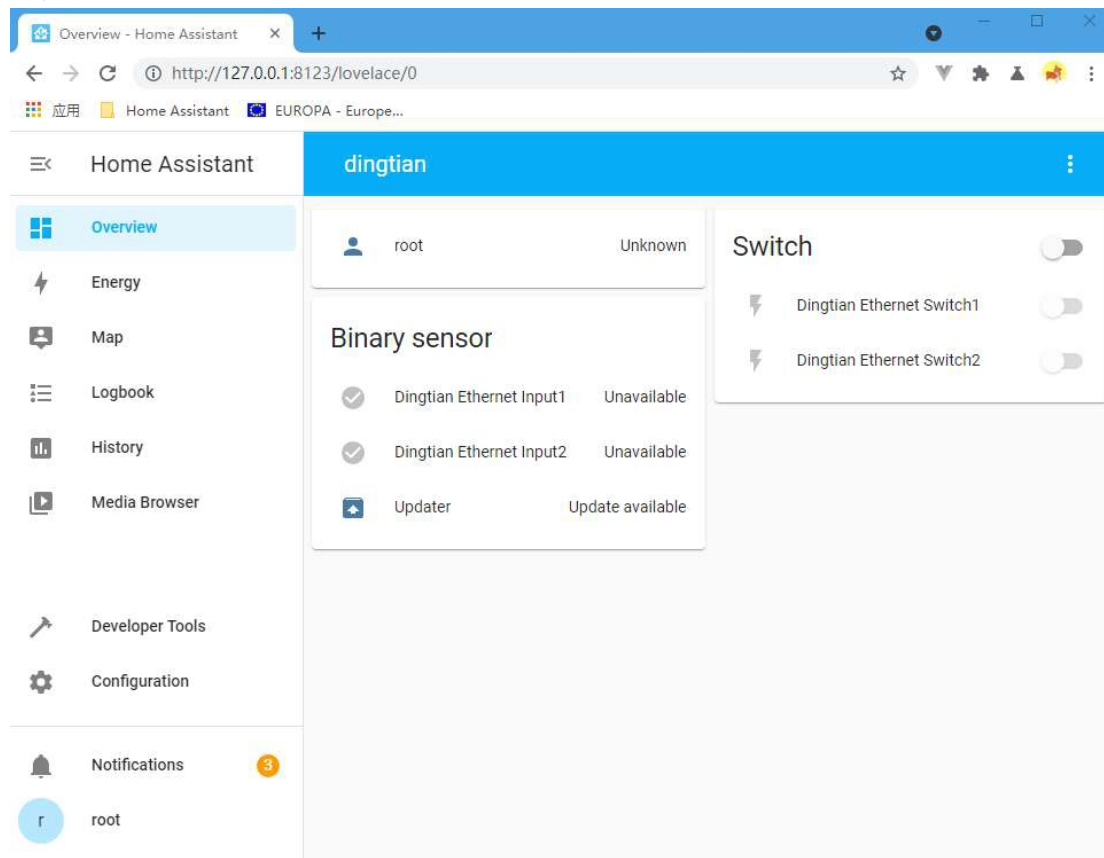 Overview - Home Assistant
http://127.0.0.1:8123/lovelace/0
应用 Home Assistant EUROPA - Europe...
Home Assistant
dingtian
Overview
Energy
Map
Logbook
History
Media Browser
Developer Tools
Configuration
Notifications 3
r root
root Unknown
Binary sensor
Dingtian Ethernet Input1 Unavailable
Dingtian Ethernet Input2 Unavailable
Updater Update available
Switch
Dingtian Ethernet Switch1
Dingtian Ethernet Switch2